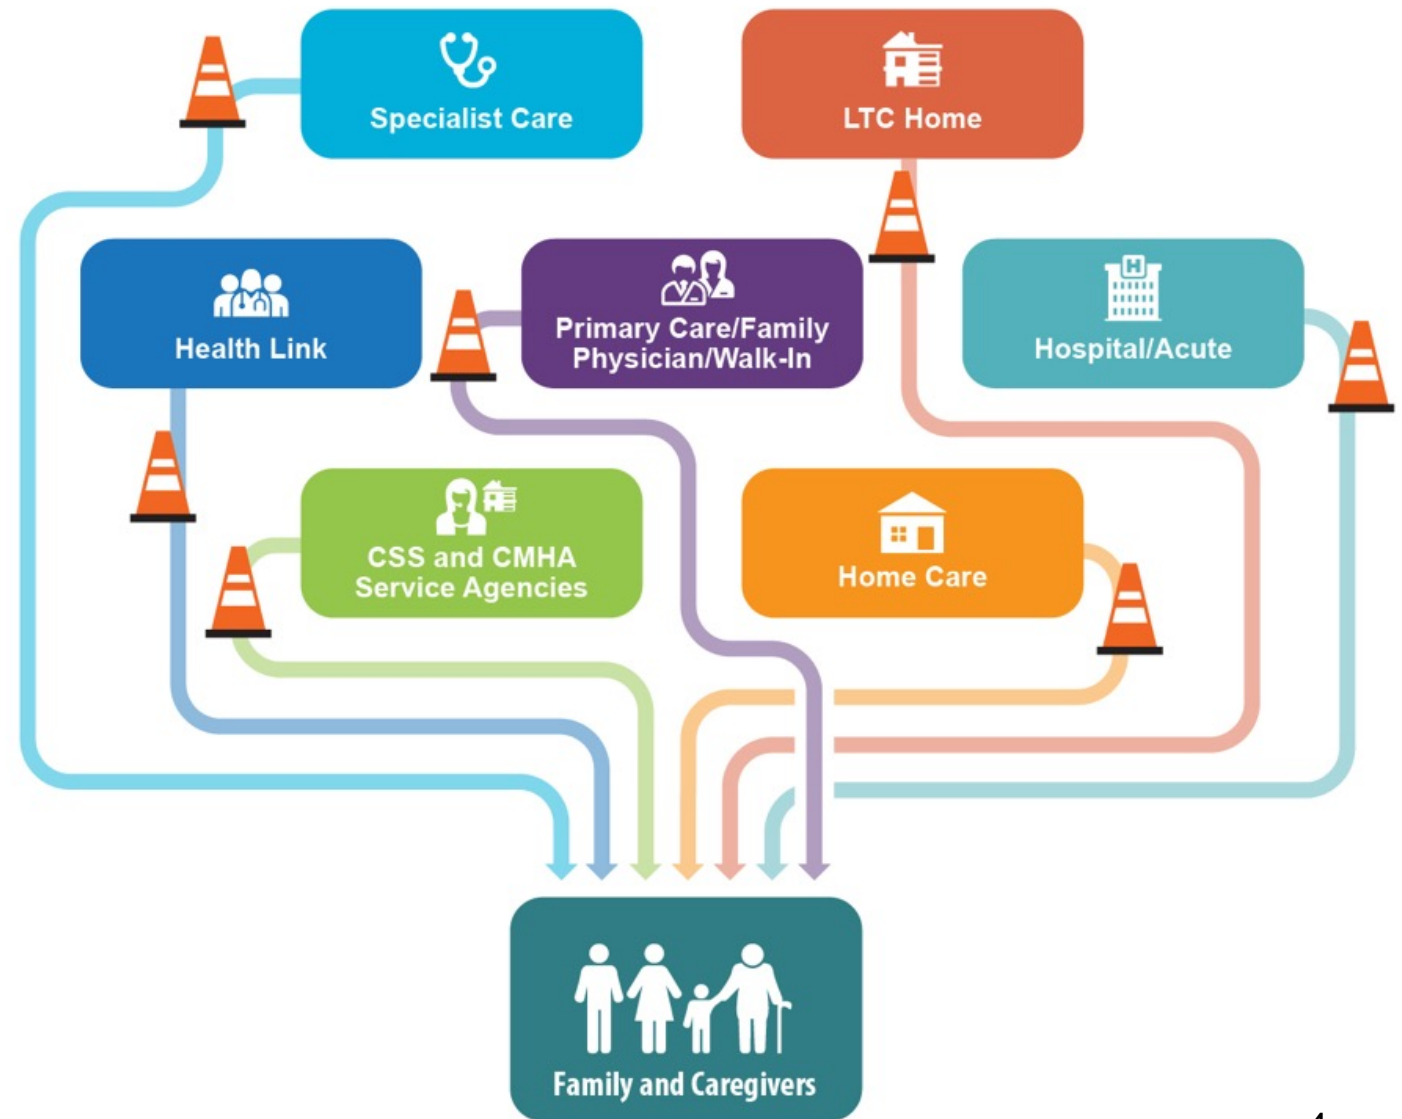 Specialist Care
LTC Home
Health Link
Primary Care/Family
Physician/Walk-In
H
Hospital/Acute
CSS and CMHA
Service Agencies
Home Care
Family and Caregivers